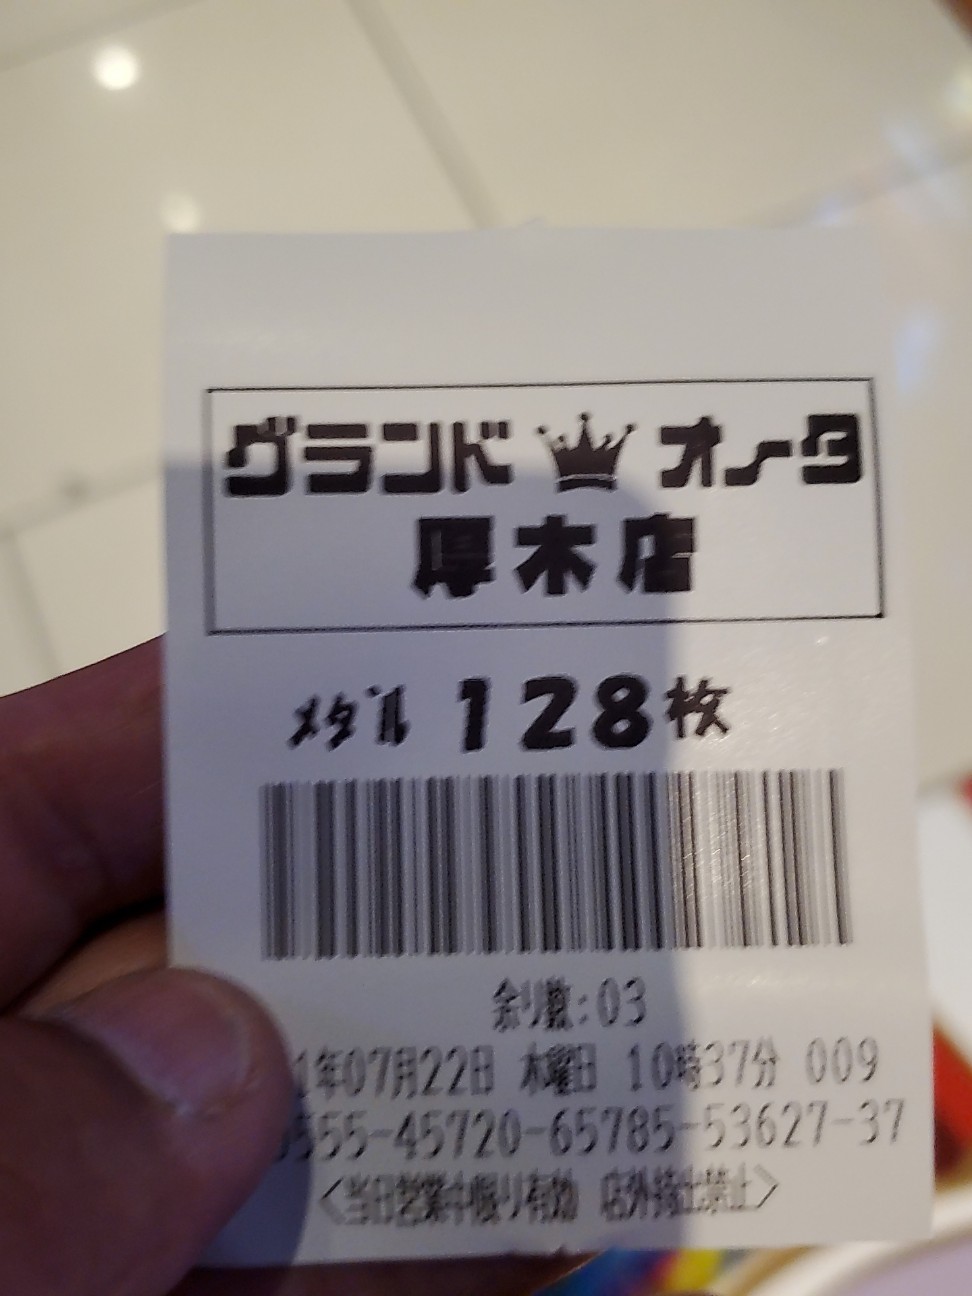 グランド オータ
厚木店
メダル 128枚
余り数:03
1年07月22日 木曜日 10時37分 009
555-45720-65785-53627-37
<当日営業中限り有効 店外持出禁止>